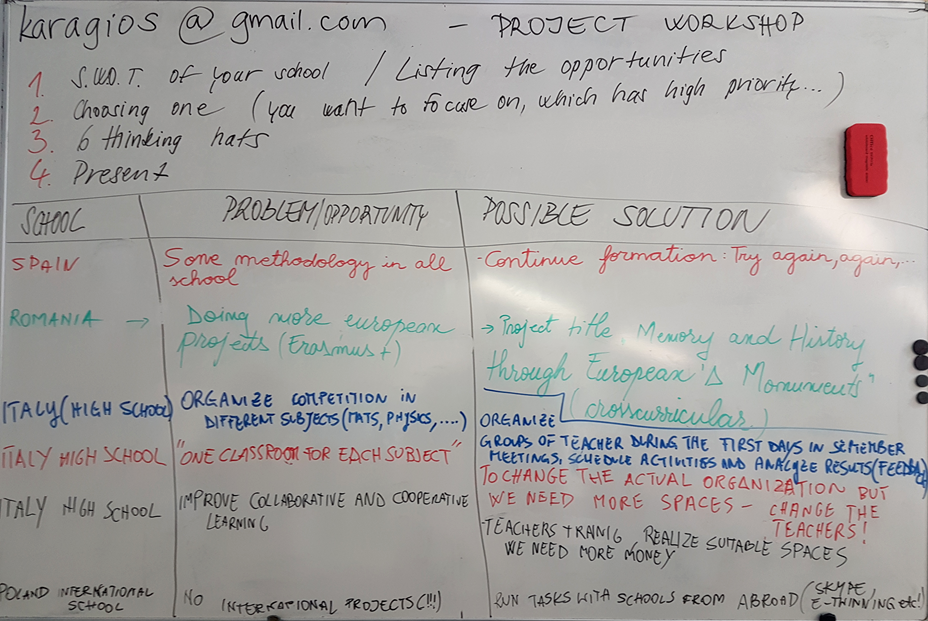 karagios @ gmail.com - PROJECT WORKSHOP
1. S.W.O.T. of your school / Listing the opportunities
2. Choosing one (you want to focuse on, which has high priority...)
3. 6 thinking hats
4. Present
SCHOOL PROBLEM/OPPORTUNITY POSSIBLE SOLUTION
SPAIN
Some methodology in all
school
-Continue formation: Try again, again,...
ROMANIA →
Doing more european
projects (Erasmus+)
→ Project title, Memory and History
through European's Monuments"
(crosscurricular)
ITALY (HIGH SCHOOL)
ORGANIZE COMPETITION IN
DIFFERENT SUBJECTS (MATS, PHYSICS, ....)
ORGANIZE
GROUPS OF TEACHER DURING THE FIRST DAYS IN SEPTEMBER
MEETINGS, SCHEDULE ACTIVITIES AND ANALYZE RESULTS (FEEDBACK
ITALY HIGH SCHOOL
"ONE CLASSROOM FOR EACH SUBJECT"
TO CHANGE THE ACTUAL ORGANIZATION BUT
WE NEED MORE SPACES - CHANGE THE
TEACHERS!
ITALY HIGH SCHOOL
IMPROVE COLLABORATIVE AND COOPERATIVE
LEARNING
-TEACHERS TRANIG, REALIZE SUITABLE SPACES
WE NEED MORE MONEY
POLAND INTERNATIONAL
SCHOOL
NO INTERNATIONAL PROJECTS (!!!)
RUN TASKS WITH SCHOOLS FROM ABROAD (SKYPE,
E-THINNING etc!